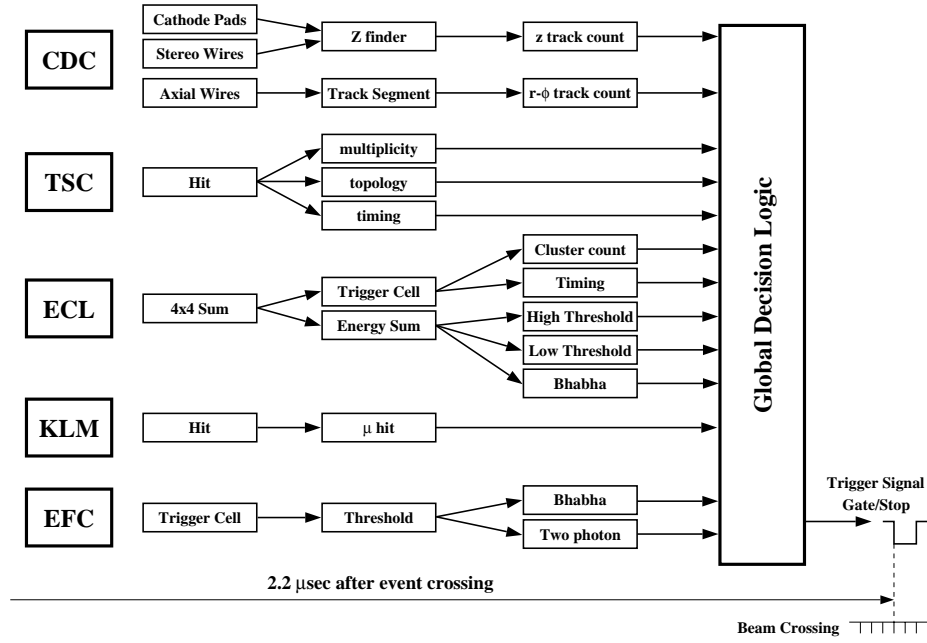 CDC
Cathode Pads
Stereo Wires
Z finder
z track count
Axial Wires
Track Segment
r-ϕ track count
TSC
Hit
multiplicity
topology
timing
ECL
4x4 Sum
Trigger Cell
Energy Sum
Cluster count
Timing
High Threshold
Low Threshold
Bhabha
KLM
Hit
μ hit
EFC
Trigger Cell
Threshold
Bhabha
Two photon
Global Decision Logic
Trigger Signal
Gate/Stop
2.2 μsec after event crossing
Beam Crossing